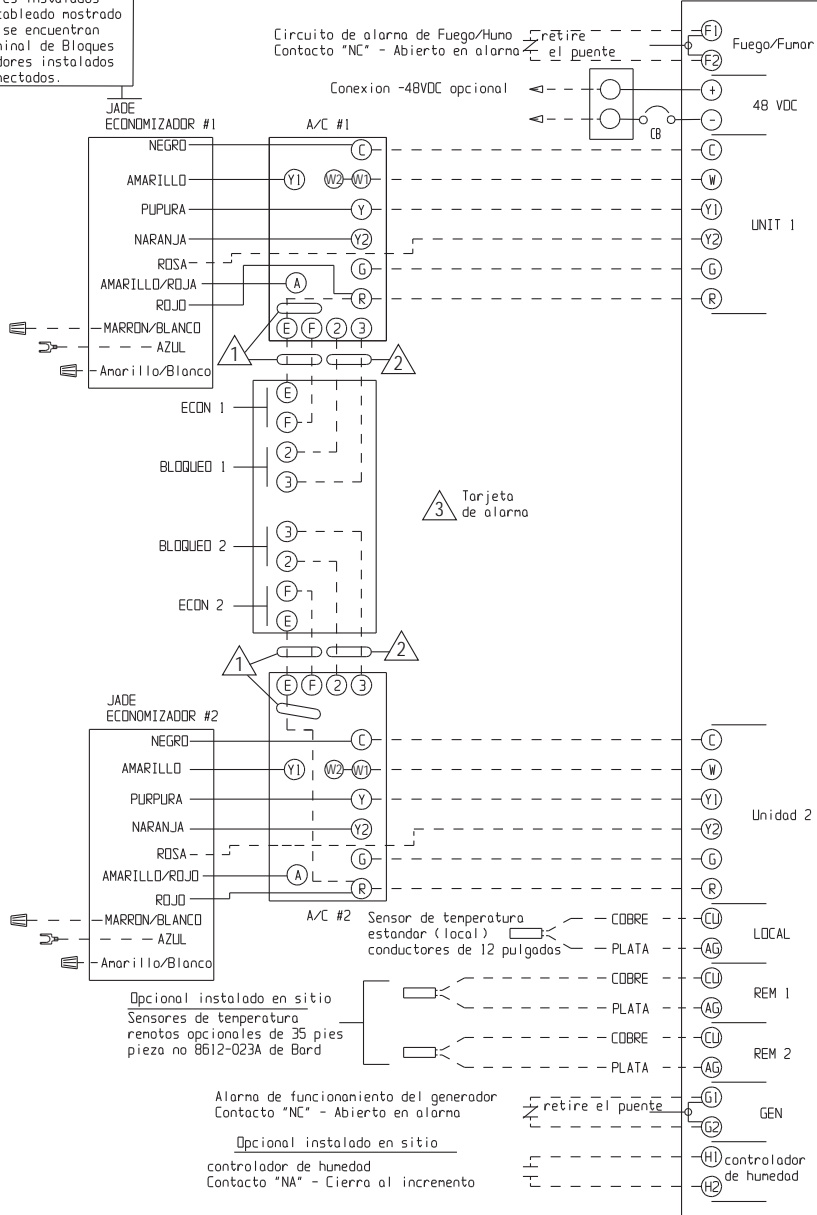 res instalados
cableado mostrado
se encuentran
minal de Bloques
dores instalados
nectados.
Circuito de alarma de Fuego/Humo
Contacto "NC" - Abierto en alarma
retire
el puente
F1
F2
Fuego/Fumar
Conexion -48VDC opcional
CB
+
-
48 VDC
JADE
ECONOMIZADOR #1
A/C #1
NEGRO
C
C
AMARILLO
Y1
W2
W1
W
PUPURA
Y
Y1
UNIT 1
NARANJA
Y2
Y2
ROSA
G
G
AMARILLO/ROJA
A
ROJO
R
R
MARRON/BLANCO
E
F
2
3
AZUL
1
2
Amarillo/Blanco
ECON 1
E
F
BLOQUEO 1
2
3
3
Tarjeta
de alarma
BLOQUEO 2
3
2
ECON 2
F
E
1
2
E
F
2
3
JADE
ECONOMIZADOR #2
NEGRO
C
C
AMARILLO
Y1
W2
W1
W
PURPURA
Y
Y1
Unidad 2
NARANJA
Y2
Y2
ROSA
G
G
AMARILLO/ROJO
A
ROJO
R
R
A/C #2
MARRON/BLANCO
AZUL
Amarillo/Blanco
Sensor de temperatura
estandar (local)
conductores de 12 pulgadas
COBRE
CU
PLATA
AG
LOCAL
Opcional instalado en sitio
Sensores de temperatura
remotos opcionales de 35 pies
pieza no 8612-023A de Bard
COBRE
CU
PLATA
AG
REM 1
COBRE
CU
PLATA
AG
REM 2
Alarma de funcionamiento del generador
Contacto "NC" - Abierto en alarma
retire el puente
G1
G2
GEN
Opcional instalado en sitio
controlador de humedad
Contacto "NA" - Cierra al incremento
H1
H2
controlador
de humedad